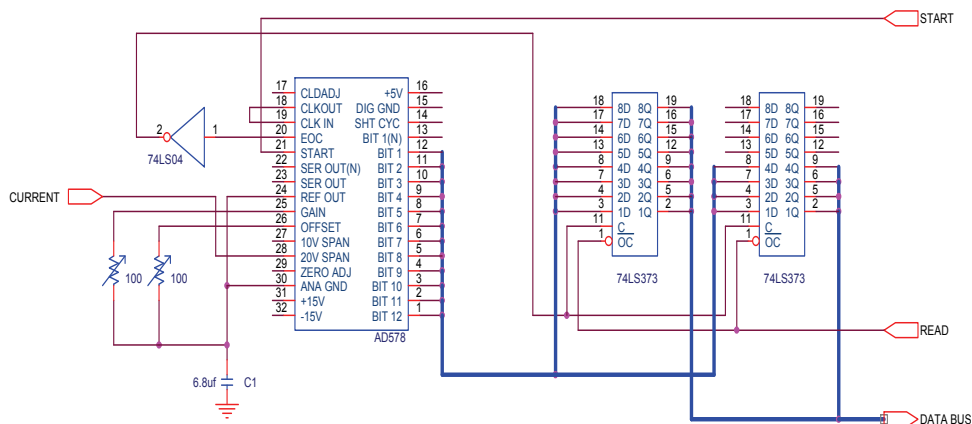 START
17 CLDADJ +5V 16
18 CLKOUT DIG GND 15
19 CLK IN SHT CYC 14
20 EOC BIT 1(N) 13
21 START BIT 1 12
22 SER OUT(N) BIT 2 11
23 SER OUT BIT 3 10
24 REF OUT BIT 4 9
25 GAIN BIT 5 8
26 OFFSET BIT 6 7
27 10V SPAN BIT 7 6
28 20V SPAN BIT 8 5
29 ZERO ADJ BIT 9 4
30 ANA GND BIT 10 3
31 +15V BIT 11 2
32 -15V BIT 12 1
AD578
2 1
74LS04
CURRENT
100 100
6.8uf C1
18 8D 8Q 19
17 7D 7Q 16
14 6D 6Q 15
13 5D 5Q 12
8 4D 4Q 9
7 3D 3Q 6
4 2D 2Q 5
3 1D 1Q 2
11 C
1 OC
74LS373
18 8D 8Q 19
17 7D 7Q 16
14 6D 6Q 15
13 5D 5Q 12
8 4D 4Q 9
7 3D 3Q 6
4 2D 2Q 5
3 1D 1Q 2
11 C
1 OC
74LS373
READ
DATA BUS